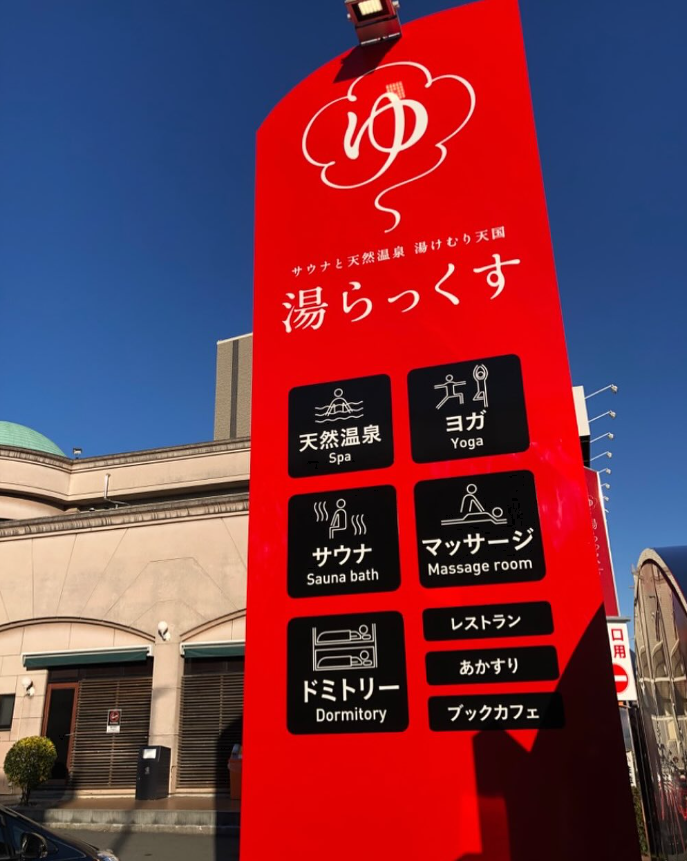 ゆ
サウナと天然温泉 湯けむり天国
湯らっくす
天然温泉
Spa
ヨガ
Yoga
サウナ
Sauna bath
マッサージ
Massage room
ドミトリー
Dormitory
レストラン
あかすり
ブックカフェ
口
用